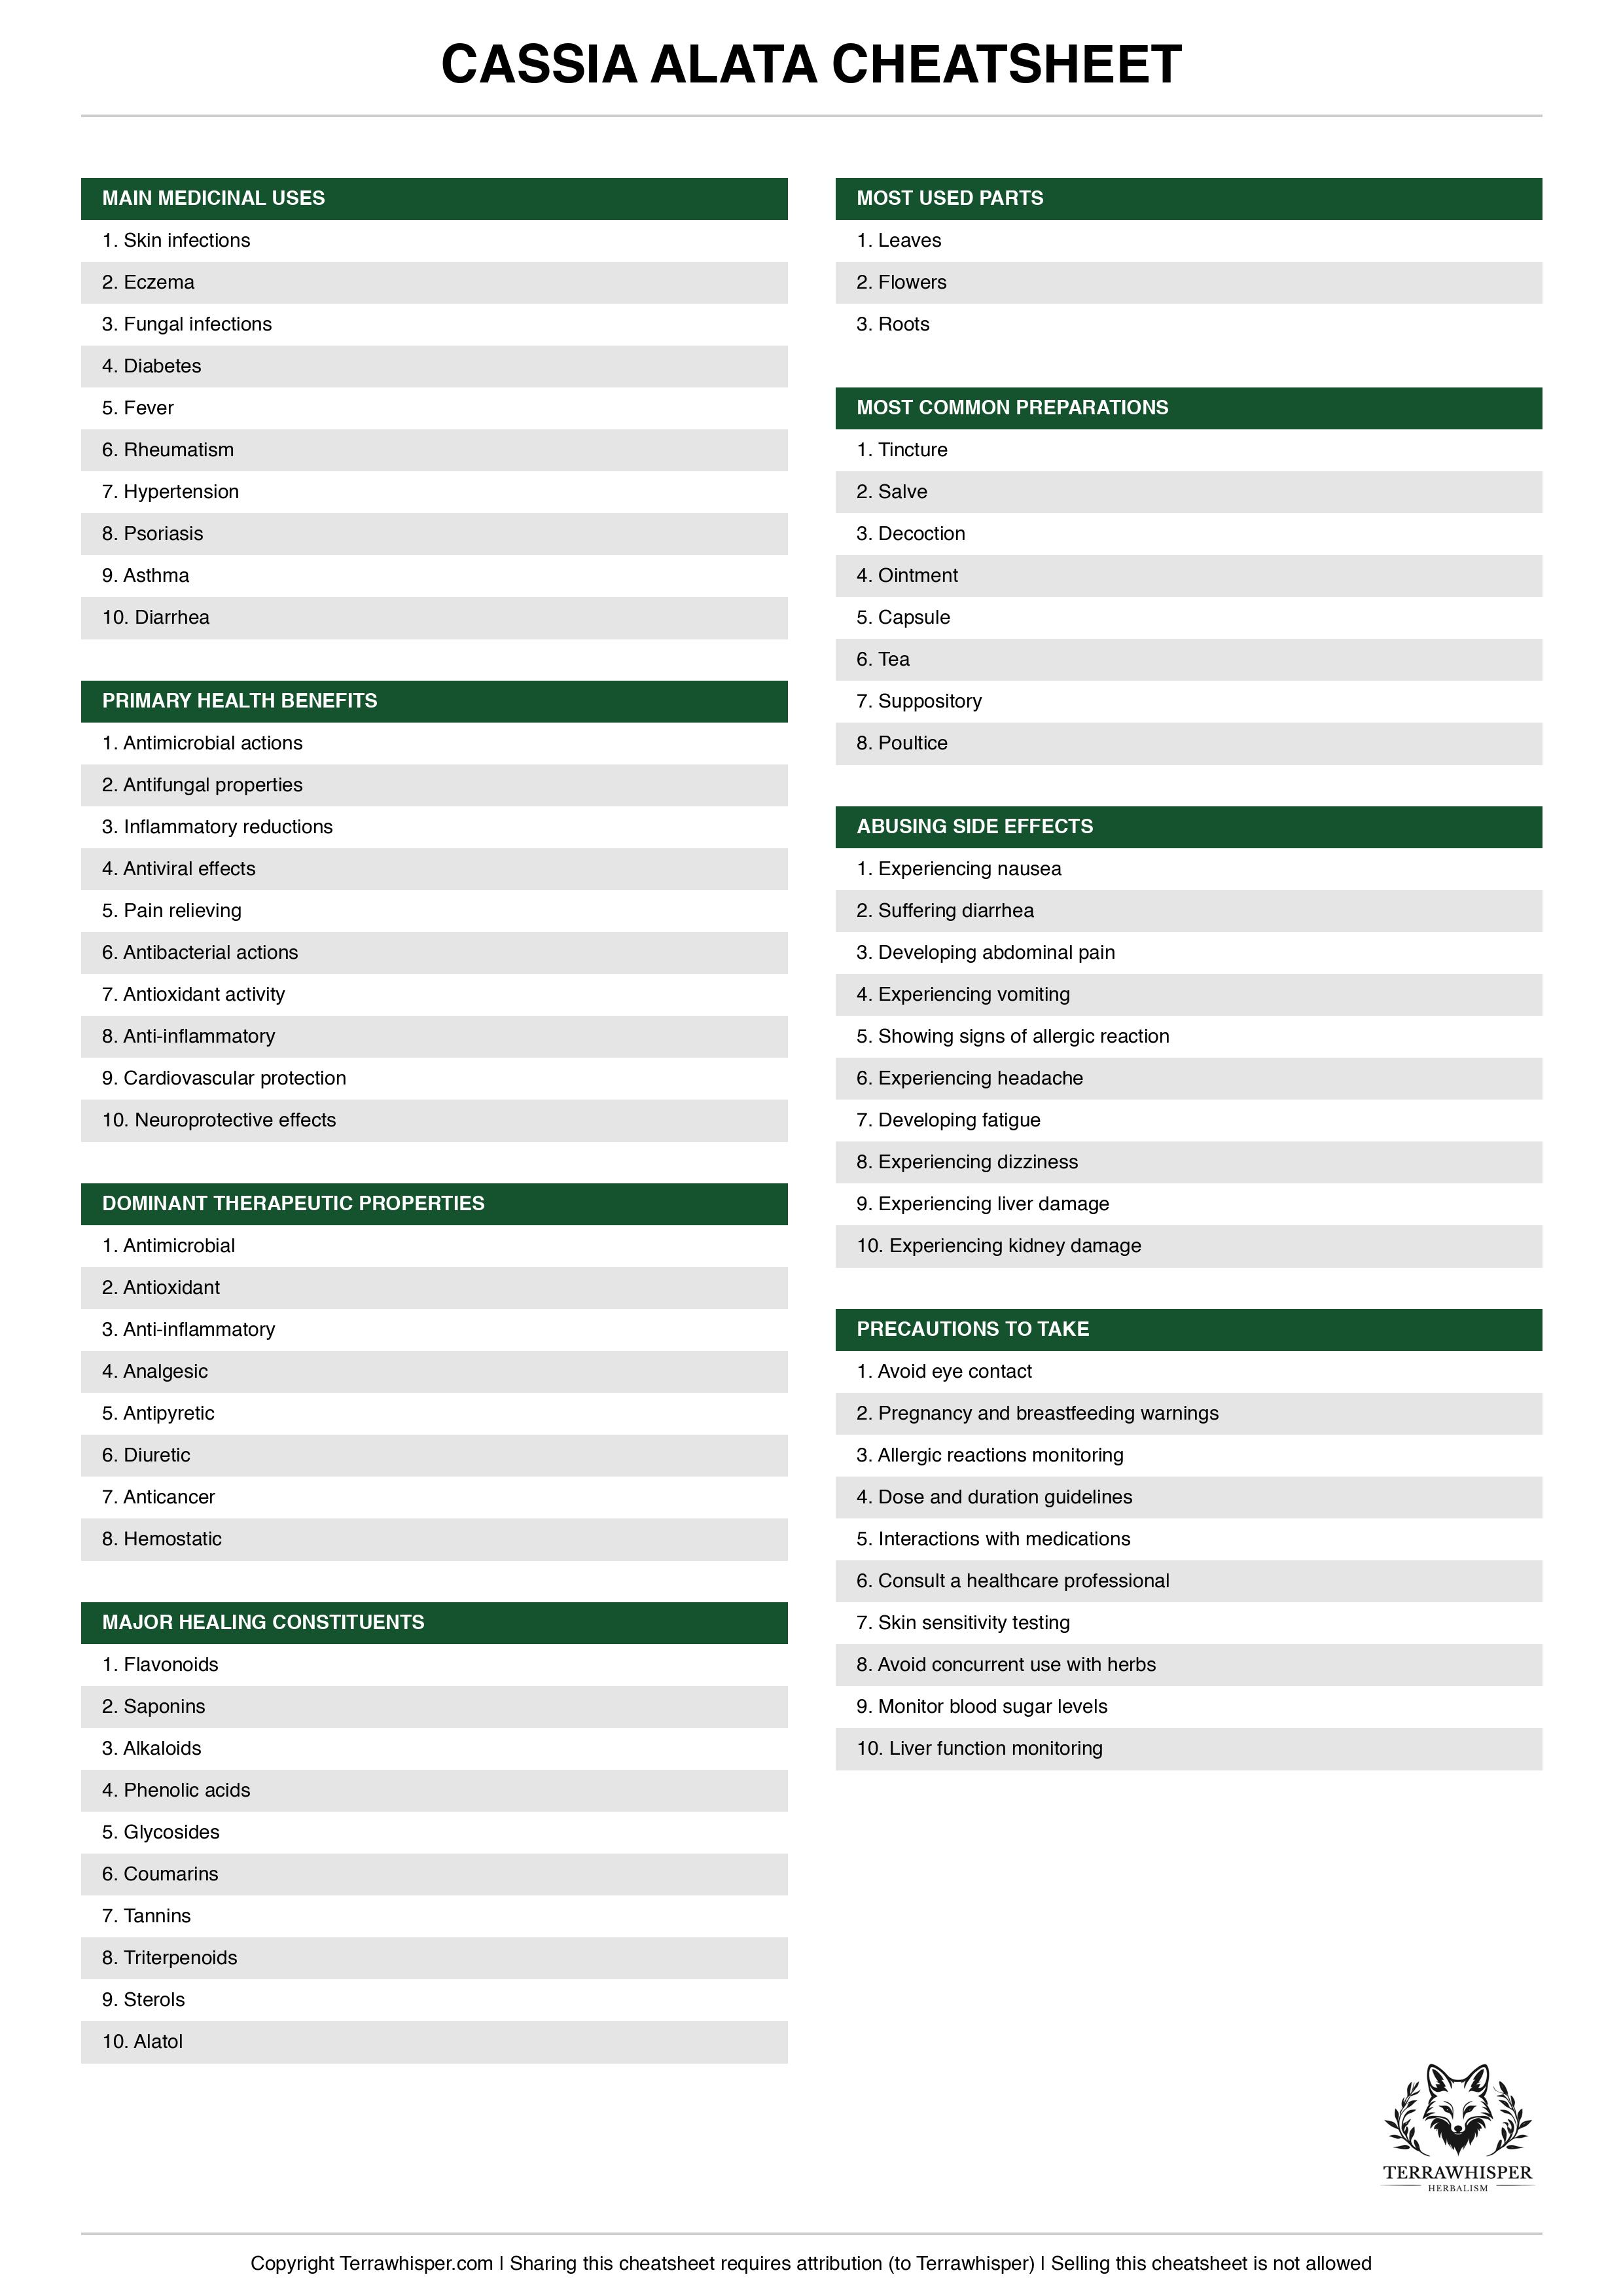 CASSIA ALATA CHEATSHEET
MAIN MEDICINAL USES
1. Skin infections
2. Eczema
3. Fungal infections
4. Diabetes
5. Fever
6. Rheumatism
7. Hypertension
8. Psoriasis
9. Asthma
10. Diarrhea
PRIMARY HEALTH BENEFITS
1. Antimicrobial actions
2. Antifungal properties
3. Inflammatory reductions
4. Antiviral effects
5. Pain relieving
6. Antibacterial actions
7. Antioxidant activity
8. Anti-inflammatory
9. Cardiovascular protection
10. Neuroprotective effects
DOMINANT THERAPEUTIC PROPERTIES
1. Antimicrobial
2. Antioxidant
3. Anti-inflammatory
4. Analgesic
5. Antipyretic
6. Diuretic
7. Anticancer
8. Hemostatic
MAJOR HEALING CONSTITUENTS
1. Flavonoids
2. Saponins
3. Alkaloids
4. Phenolic acids
5. Glycosides
6. Coumarins
7. Tannins
8. Triterpenoids
9. Sterols
10. Alatol
MOST USED PARTS
1. Leaves
2. Flowers
3. Roots
MOST COMMON PREPARATIONS
1. Tincture
2. Salve
3. Decoction
4. Ointment
5. Capsule
6. Tea
7. Suppository
8. Poultice
ABUSING SIDE EFFECTS
1. Experiencing nausea
2. Suffering diarrhea
3. Developing abdominal pain
4. Experiencing vomiting
5. Showing signs of allergic reaction
6. Experiencing headache
7. Developing fatigue
8. Experiencing dizziness
9. Experiencing liver damage
10. Experiencing kidney damage
PRECAUTIONS TO TAKE
1. Avoid eye contact
2. Pregnancy and breastfeeding warnings
3. Allergic reactions monitoring
4. Dose and duration guidelines
5. Interactions with medications
6. Consult a healthcare professional
7. Skin sensitivity testing
8. Avoid concurrent use with herbs
9. Monitor blood sugar levels
10. Liver function monitoring
TERRAWHISPER
HERBALISM
Copyright Terrawhisper.com | Sharing this cheatsheet requires attribution (to Terrawhisper) | Selling this cheatsheet is not allowed